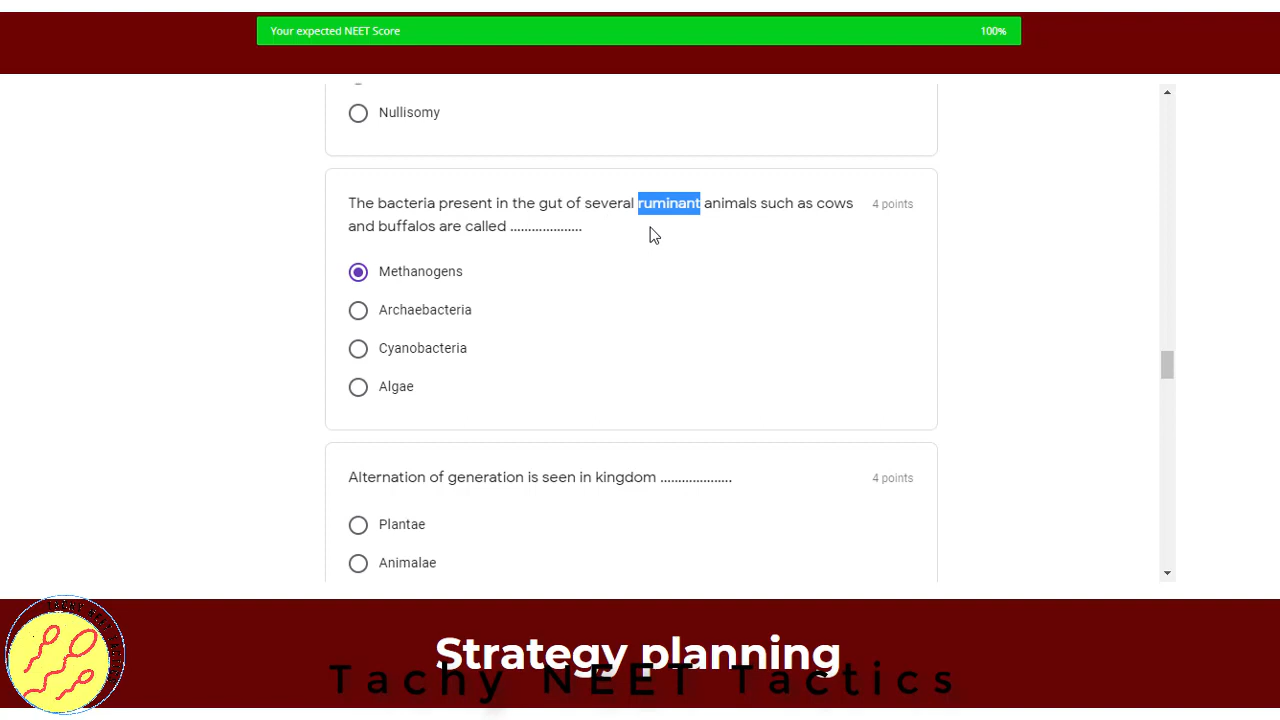 Your expected NEET Score 100%
Nullisomy
The bacteria present in the gut of several ruminant animals such as cows 4 points
and buffalos are called ...................
Methanogens
Archaebacteria
Cyanobacteria
Algae
Alternation of generation is seen in kingdom .................... 4 points
Plantae
Animalae
Strategy planning
Tachy NEET Tactics